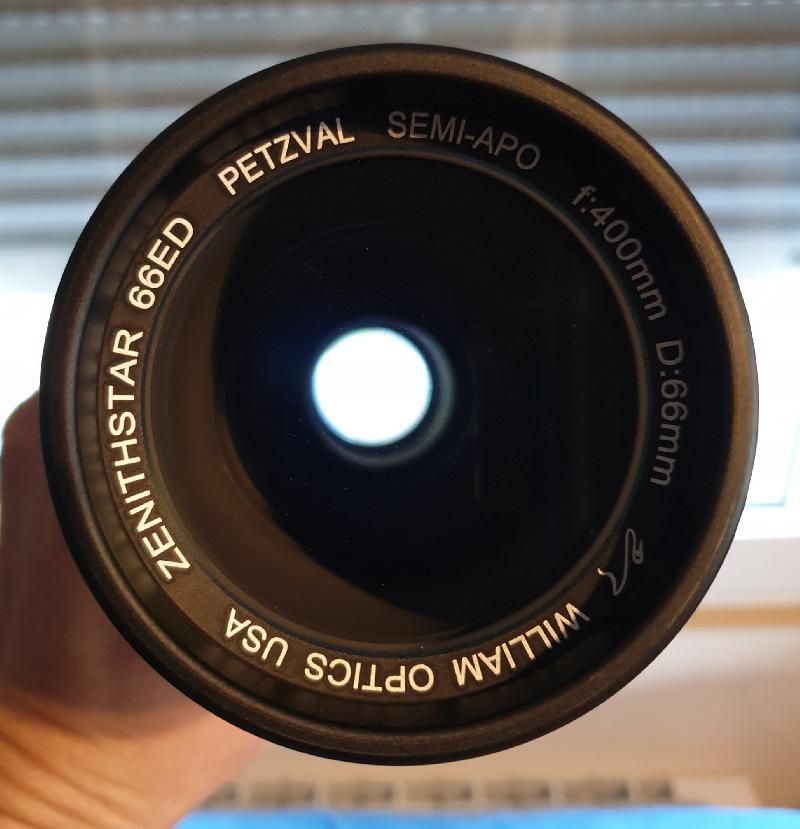 ZENITHSTAR 66ED PETZVAL SEMI-APO f:400mm D:66mm WILLIAM OPTICS USA